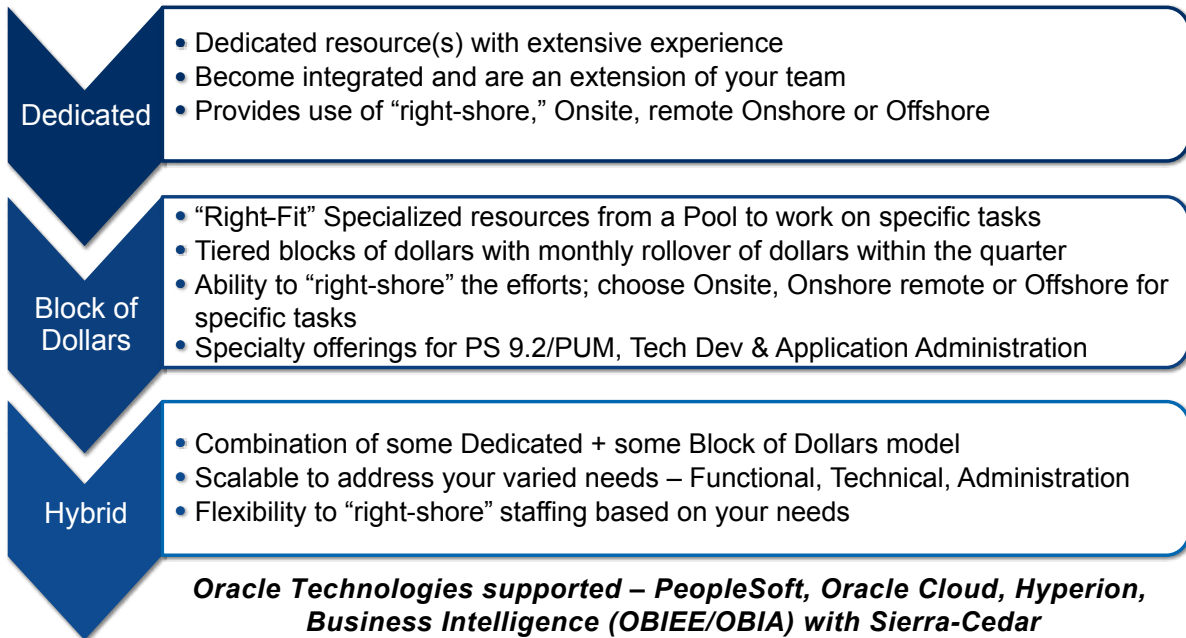 Dedicated
• Dedicated resource(s) with extensive experience
• Become integrated and are an extension of your team
• Provides use of “right-shore,” Onsite, remote Onshore or Offshore
Block of
Dollars
• “Right-Fit” Specialized resources from a Pool to work on specific tasks
• Tiered blocks of dollars with monthly rollover of dollars within the quarter
• Ability to “right-shore” the efforts; choose Onsite, Onshore remote or Offshore for
specific tasks
• Specialty offerings for PS 9.2/PUM, Tech Dev & Application Administration
Hybrid
• Combination of some Dedicated + some Block of Dollars model
• Scalable to address your varied needs – Functional, Technical, Administration
• Flexibility to “right-shore” staffing based on your needs
Oracle Technologies supported – PeopleSoft, Oracle Cloud, Hyperion,
Business Intelligence (OBIEE/OBIA) with Sierra-Cedar